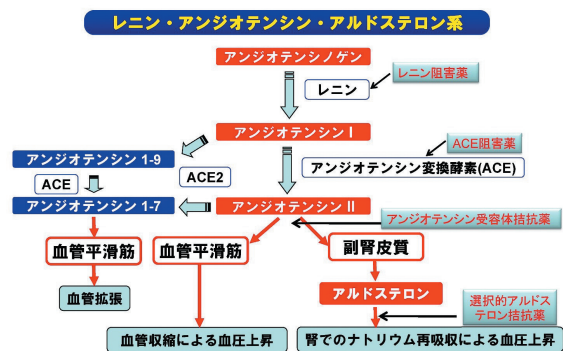 レニン・アンジオテンシン・アルドステロン系
アンジオテンシノゲン
レニン阻害薬
レニン
アンジオテンシンI
ACE阻害薬
アンジオテンシン 1-9
アンジオテンシン変換酵素(ACE)
ACE
ACE2
アンジオテンシン 1-7
アンジオテンシン II
アンジオテンシン受容体拮抗薬
血管平滑筋
血管平滑筋
副腎皮質
血管拡張
アルドステロン
選択的アルドス
テロン拮抗薬
血管収縮による血圧上昇
腎でのナトリウム再吸収による血圧上昇